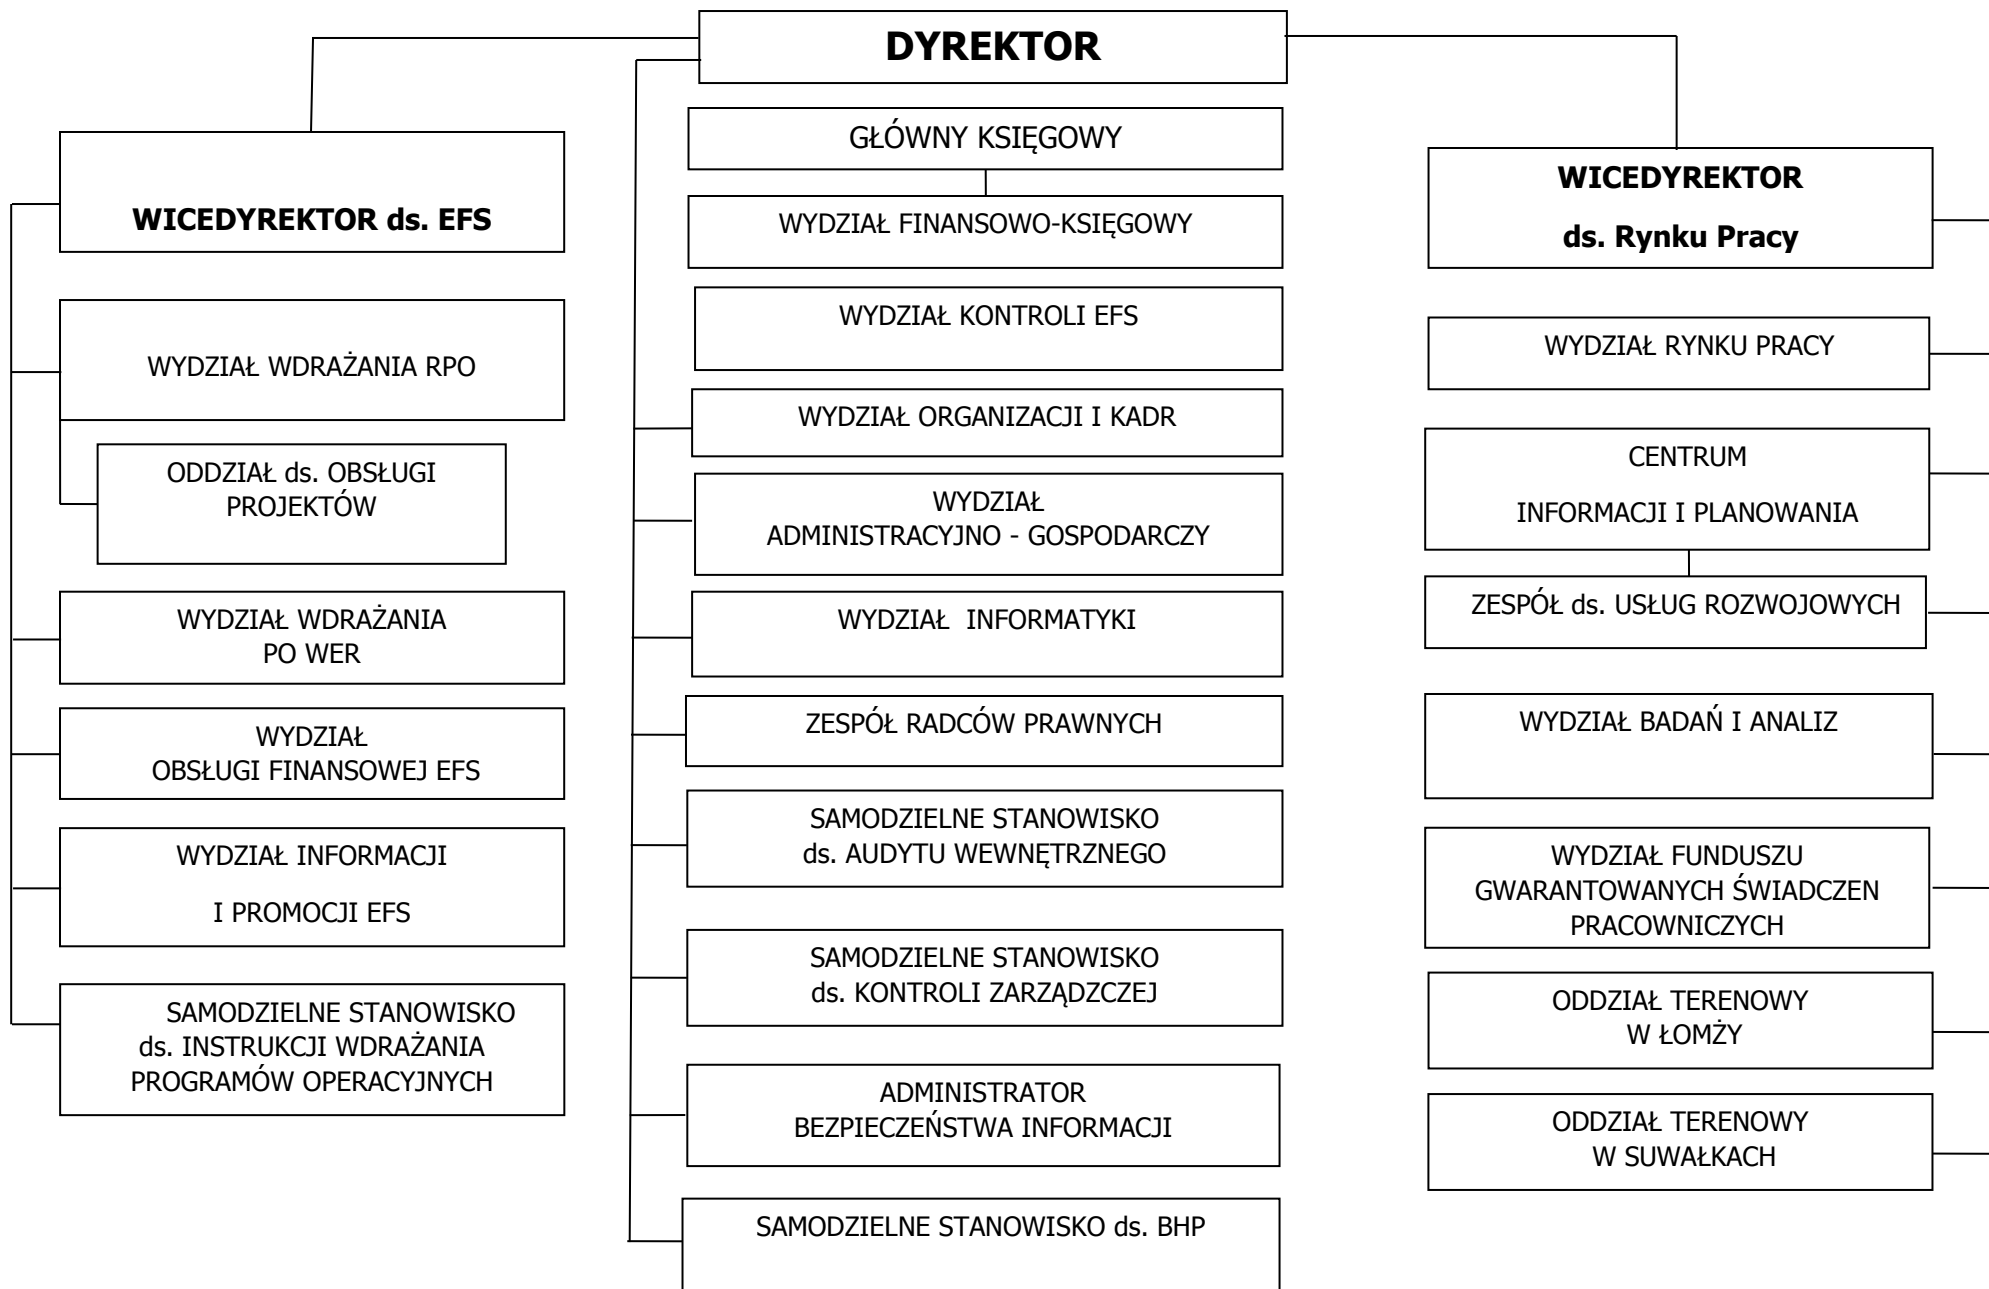 DYREKTOR
WICEDYREKTOR ds. EFS
WYDZIAŁ WDRAŻANIA RPO
ODDZIAŁ ds. OBSŁUGI
PROJEKTÓW
WYDZIAŁ WDRAŻANIA
PO WER
WYDZIAŁ
OBSŁUGI FINANSOWEJ EFS
WYDZIAŁ INFORMACJI
I PROMOCJI EFS
SAMODZIELNE STANOWISKO
ds. INSTRUKCJI WDRAŻANIA
PROGRAMÓW OPERACYJNYCH
GŁÓWNY KSIĘGOWY
WYDZIAŁ FINANSOWO-KSIĘGOWY
WYDZIAŁ KONTROLI EFS
WYDZIAŁ ORGANIZACJI I KADR
WYDZIAŁ
ADMINISTRACYJNO - GOSPODARCZY
WYDZIAŁ INFORMATYKI
ZESPÓŁ RADCÓW PRAWNYCH
SAMODZIELNE STANOWISKO
ds. AUDYTU WEWNĘTRZNEGO
SAMODZIELNE STANOWISKO
ds. KONTROLI ZARZĄDZCZEJ
ADMINISTRATOR
BEZPIECZEŃSTWA INFORMACJI
SAMODZIELNE STANOWISKO ds. BHP
WICEDYREKTOR
ds. Rynku Pracy
WYDZIAŁ RYNKU PRACY
CENTRUM
INFORMACJI I PLANOWANIA
ZESPÓŁ ds. USŁUG ROZWOJOWYCH
WYDZIAŁ BADAŃ I ANALIZ
WYDZIAŁ FUNDUSZU
GWARANTOWANYCH ŚWIADCZEN
PRACOWNICZYCH
ODDZIAŁ TERENOWY
W ŁOMŻY
ODDZIAŁ TERENOWY
W SUWAŁKACH